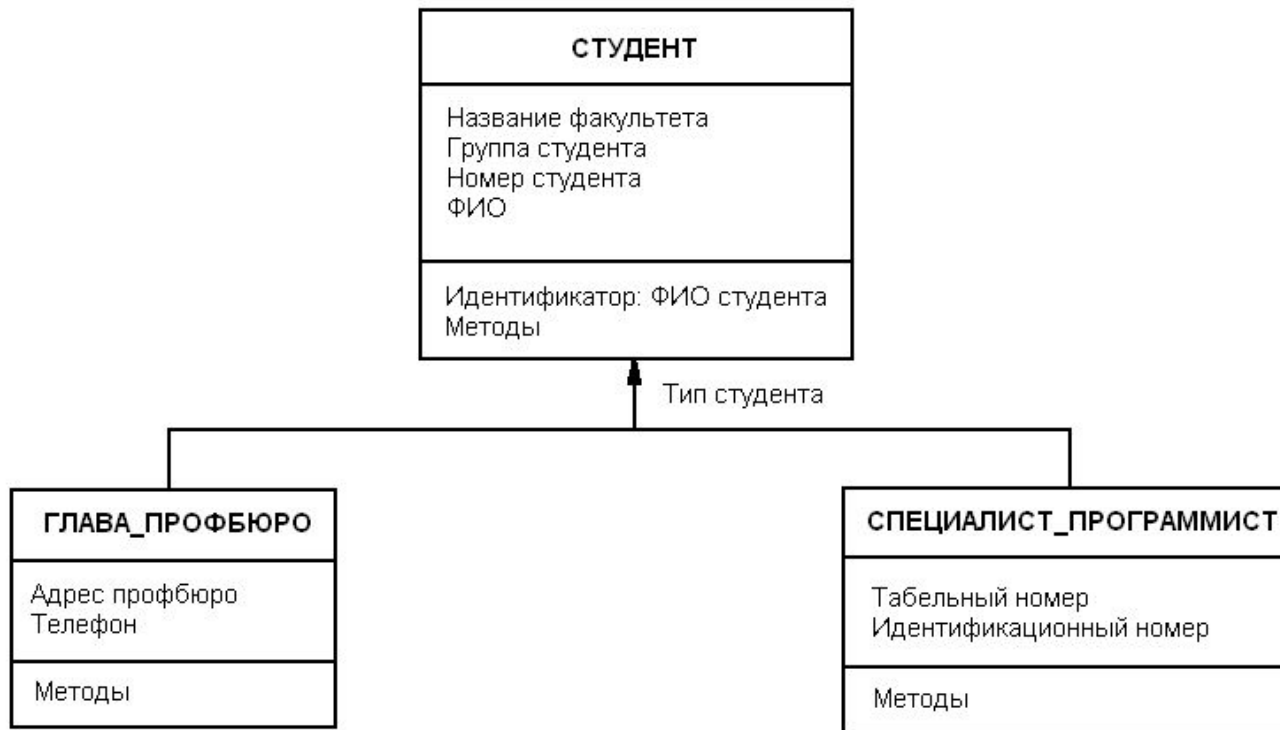 СТУДЕНТ
Название факультета
Группа студента
Номер студента
ФИО
Идентификатор: ФИО студента
Методы
Тип студента
ГЛАВА_ПРОФБЮРО
Адрес профбюро
Телефон
Методы
СПЕЦИАЛИСТ_ПРОГРАММИСТ
Табельный номер
Идентификационный номер
Методы